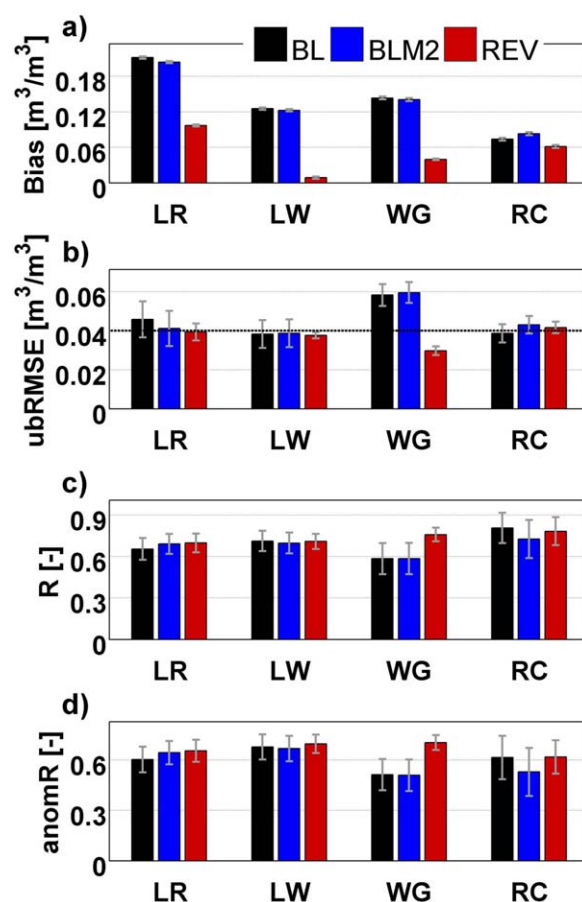 a)
BL BLM2 REV
Bias [m³/m³]
0.18
0.12
0.06
0
LR LW WG RC
b)
ubRMSE [m³/m³]
0.06
0.04
0.02
0
LR LW WG RC
c)
R [-]
0.9
0.6
0.3
0
LR LW WG RC
d)
anomR [-]
0.6
0.3
0
LR LW WG RC